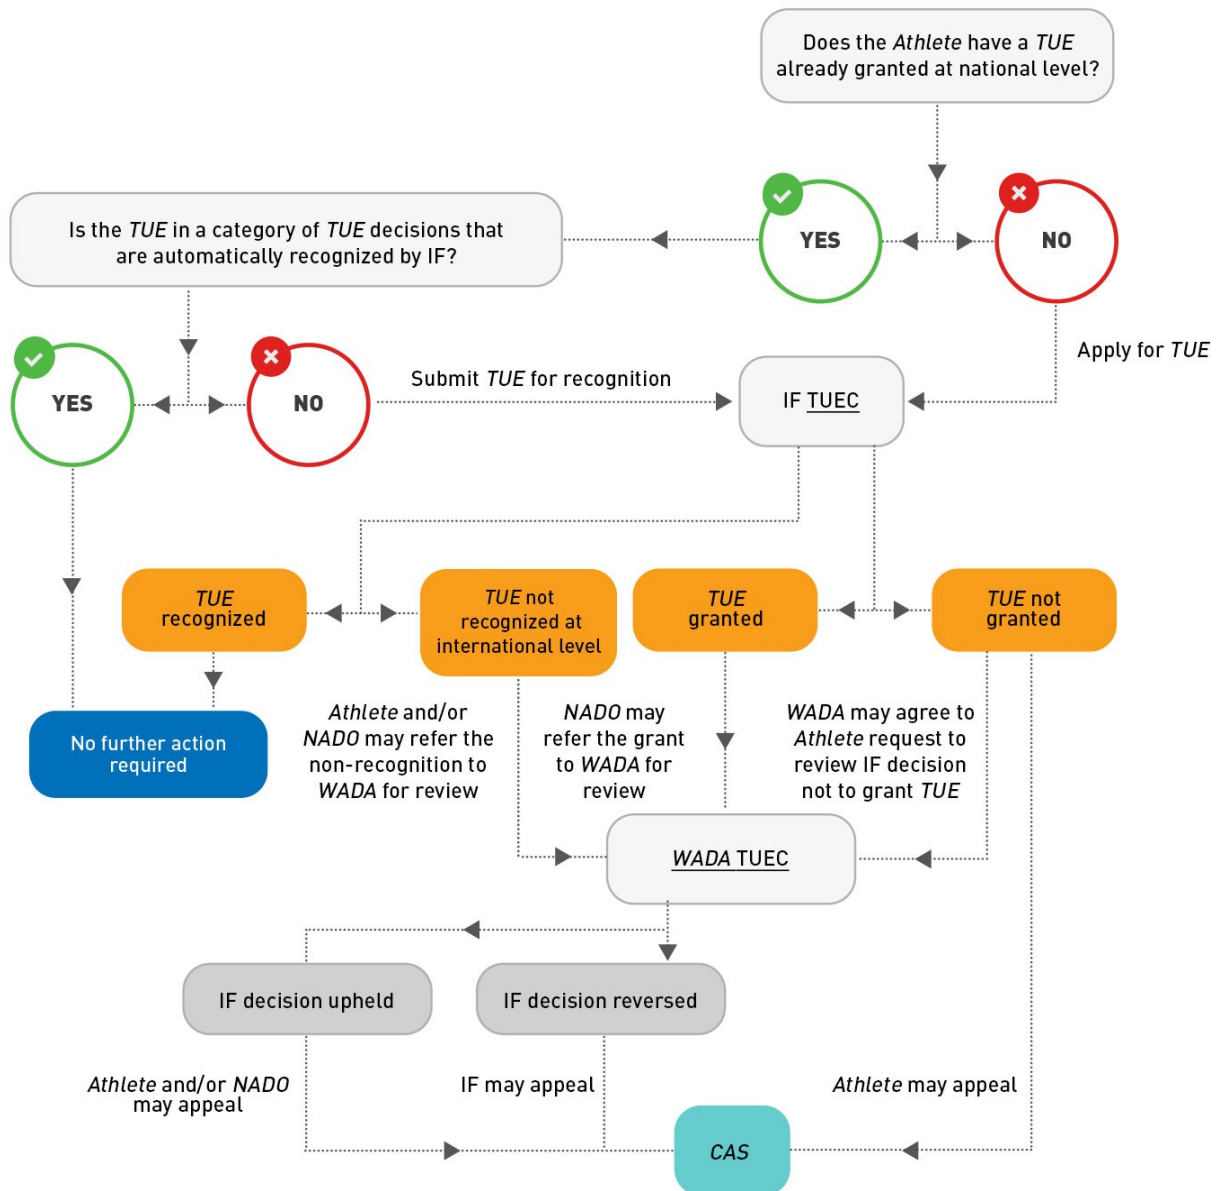 Does the Athlete have a TUE
already granted at national level?
YES
NO
Is the TUE in a category of TUE decisions that
are automatically recognized by IF?
YES
NO
Submit TUE for recognition
IF TUEC
Apply for TUE
TUE
recognized
TUE not
recognized at
international level
TUE
granted
TUE not
granted
No further action
required
Athlete and/or
NADO may refer the
non-recognition to
WADA for review
NADO may
refer the grant
to WADA for
review
WADA may agree to
Athlete request to
review IF decision
not to grant TUE
WADA TUEC
IF decision upheld
IF decision reversed
Athlete and/or NADO
may appeal
IF may appeal
Athlete may appeal
CAS